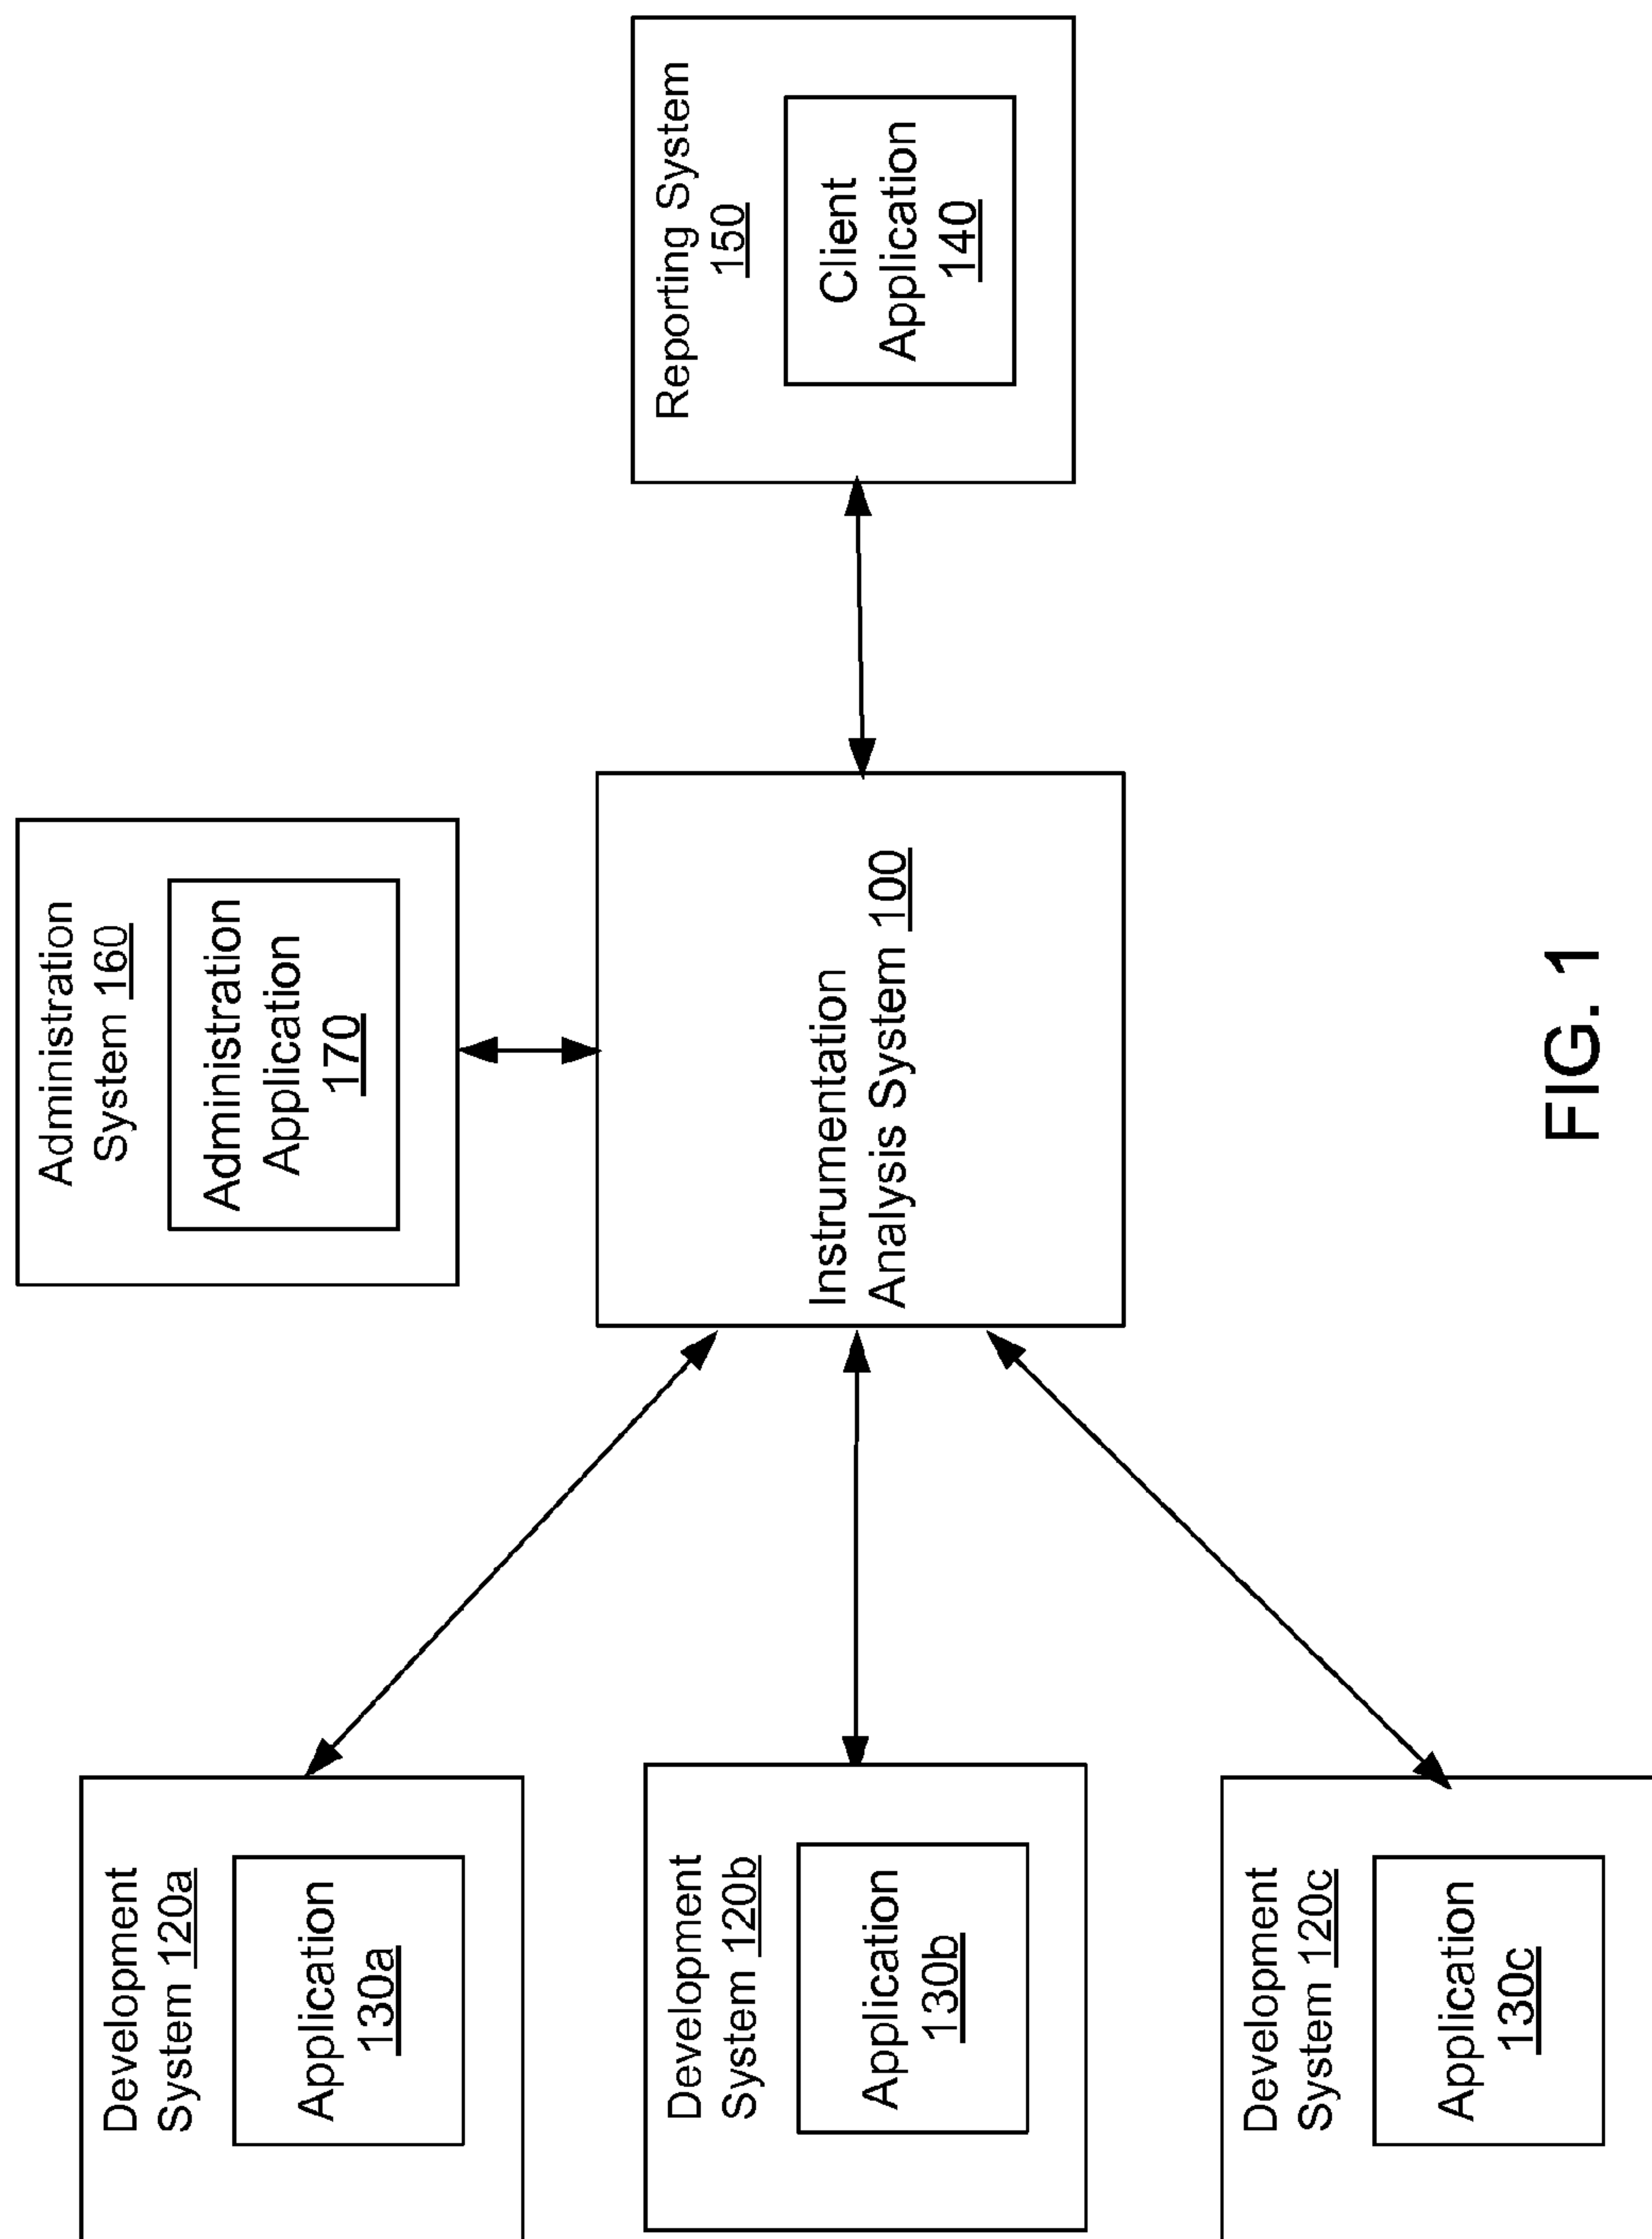 Administration
System 160
Administration
Application
170
Development
System 120a
Application
130a
Development
System 120b
Application
130b
Development
System 120c
Application
130c
Instrumentation
Analysis System 100
Reporting System
150
Client
Application
140
FIG. 1